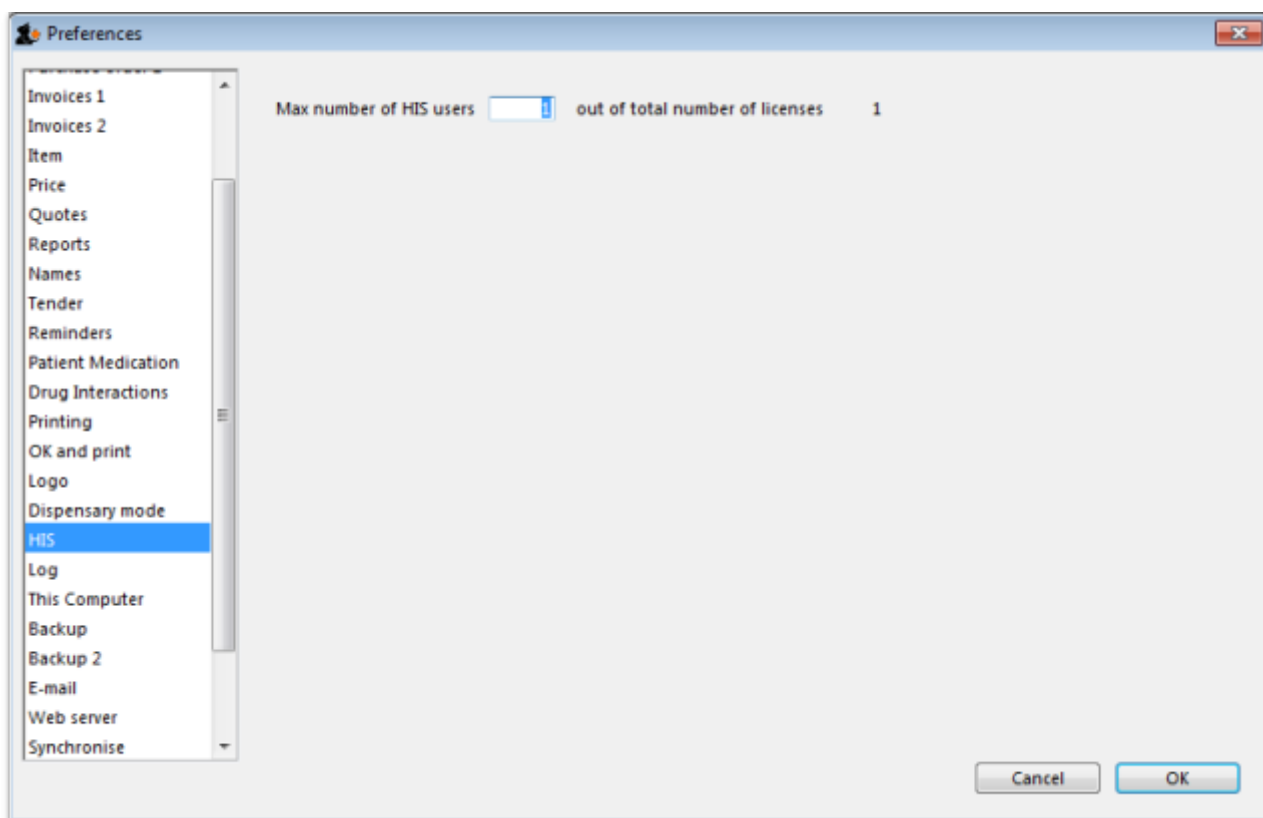 Preferences
Invoices 1
Invoices 2
Item
Price
Quotes
Reports
Names
Tender
Reminders
Patient Medication
Drug Interactions
Printing
OK and print
Logo
Dispensary mode
HIS
Log
This Computer
Backup
Backup 2
E-mail
Web server
Synchronise
Max number of HIS users 1 out of total number of licenses 1
Cancel OK